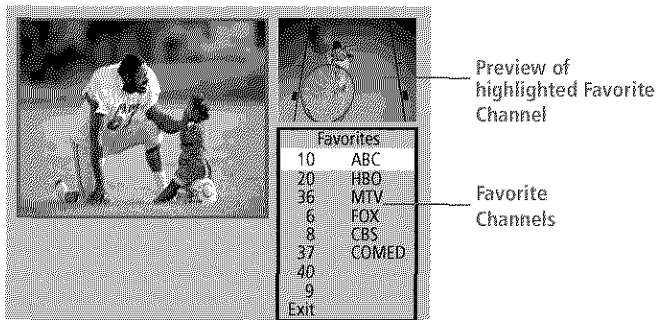 Preview of
highlighted Favorite
Channel
Favorites
10 ABC
20 HBO
36 MTV
6 FOX
8 CBS
37 COMED
40
9
Exit
Favorite
Channels